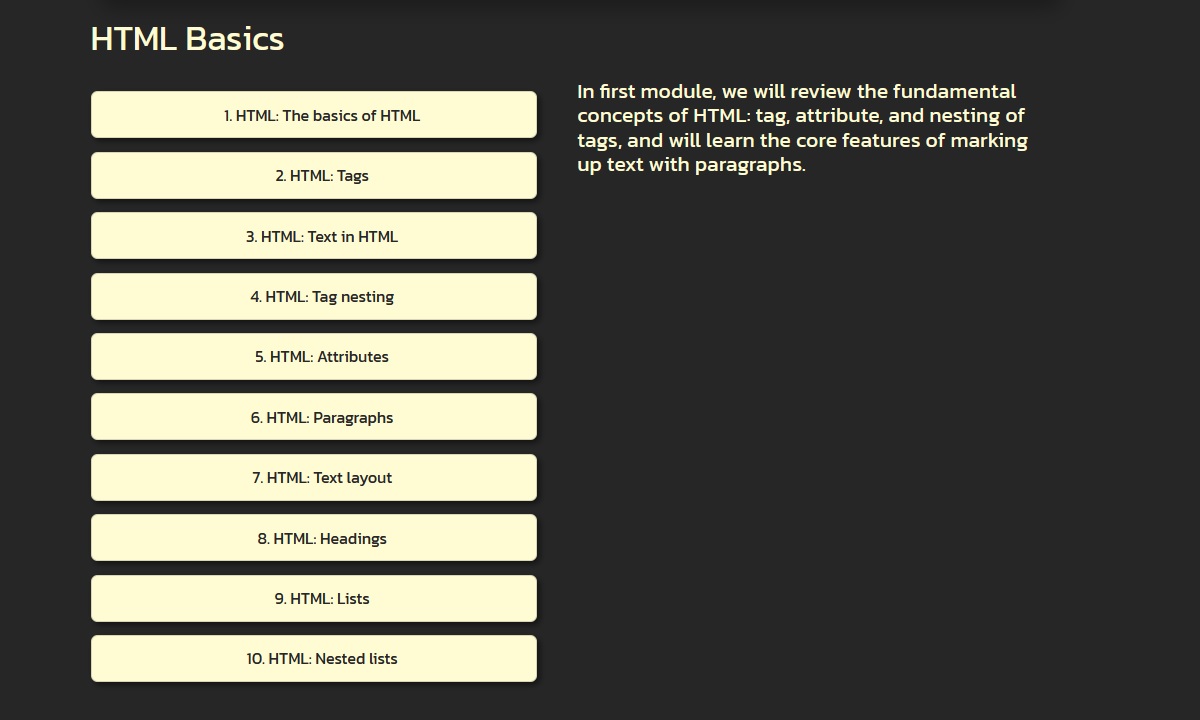 HTML Basics
1. HTML: The basics of HTML
2. HTML: Tags
3. HTML: Text in HTML
4. HTML: Tag nesting
5. HTML: Attributes
6. HTML: Paragraphs
7. HTML: Text layout
8. HTML: Headings
9. HTML: Lists
10. HTML: Nested lists
In first module, we will review the fundamental
concepts of HTML: tag, attribute, and nesting of
tags, and will learn the core features of marking
up text with paragraphs.